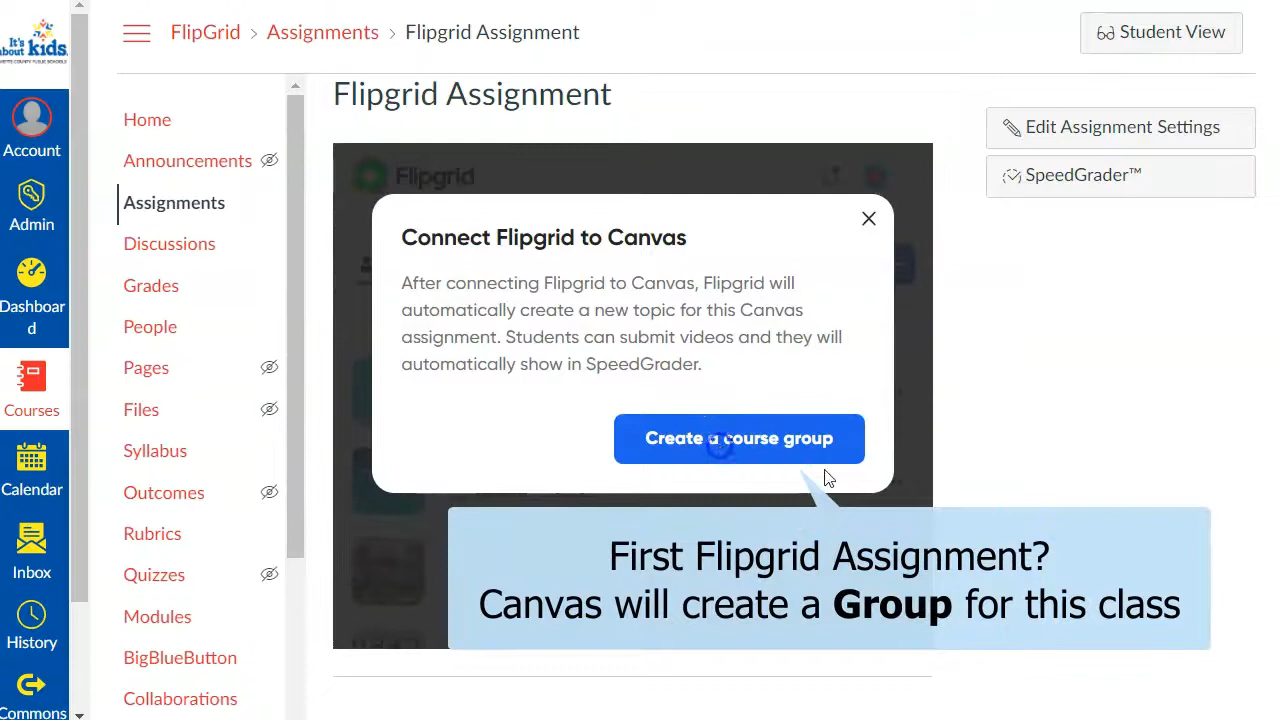 It's
about kids.
FlipGrid > Assignments > Flipgrid Assignment
Student View
Account
Admin
Dashboar
d
Courses
Calendar
Inbox
History
Commons
Home
Announcements
Assignments
Discussions
Grades
People
Pages
Files
Syllabus
Outcomes
Rubrics
Quizzes
Modules
BigBlueButton
Collaborations
Flipgrid Assignment
Flipgrid
Connect Flipgrid to Canvas
After connecting Flipgrid to Canvas, Flipgrid will
automatically create a new topic for this Canvas
assignment. Students can submit videos and they will
automatically show in SpeedGrader.
Create a course group
First Flipgrid Assignment?
Canvas will create a Group for this class
Edit Assignment Settings
SpeedGrader™